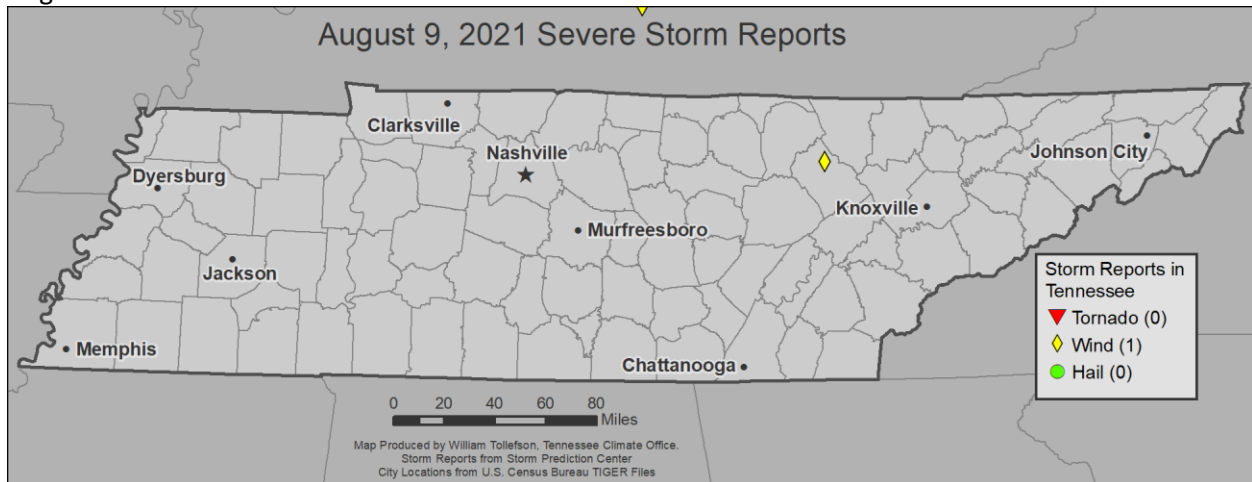 August 9, 2021 Severe Storm Reports
Clarksville
Nashville
Johnson City
Dyersburg
Knoxville
Murfreesboro
Jackson
Storm Reports in
Tennessee
Tornado (0)
Wind (1)
Hail (0)
Memphis
Chattanooga
0 20 40 60 80
Miles
Map Produced by William Tollefson, Tennessee Climate Office.
Storm Reports from Storm Prediction Center
City Locations from U.S. Census Bureau TIGER Files